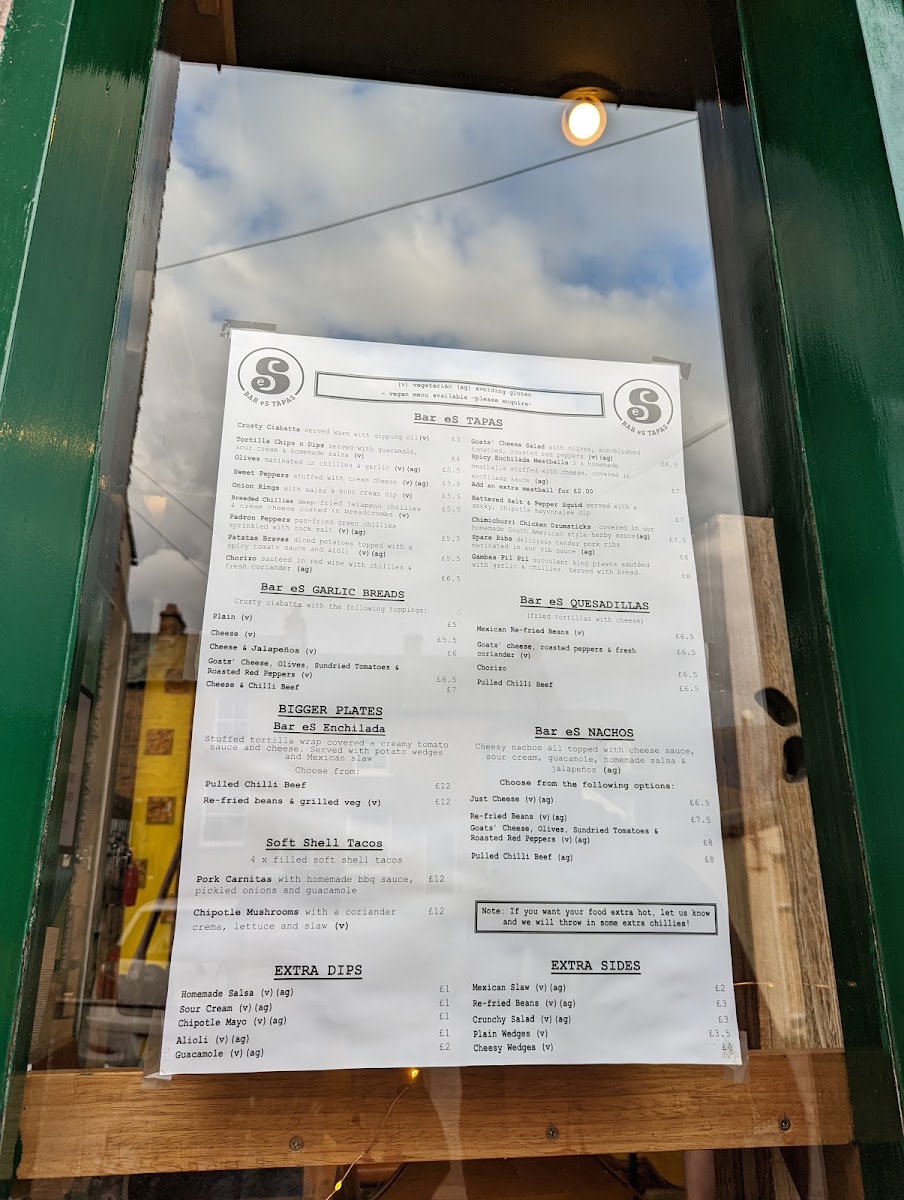 eS
BAR eS TAPAS
(v) vegetarian (ag) avoiding gluten
- vegan menu available -please enquire-
eS
BAR eS TAPAS
Bar eS TAPAS
Crusty Ciabatta served warm with dipping oil(v) £3
Tortilla Chips n Dips served with guacamole,
sour cream & homemade salsa (v) £4
Olives marinated in chillies & garlic (v)(ag) £5.5
Sweet Peppers stuffed with cream cheese (v)(ag) £5.5
Onion Rings with salsa & sour cream dip (v) £5.5
Breaded Chillies deep-fried jalapeno chillies
& cream cheese coated in breadcrombs (v) £5.5
Padron Peppers pan-fried green chillies
sprinkled with rock salt (v)(ag)
Patatas Bravas diced potatoes topped with a
spicy tomato sauce and aioli (v)(ag) £5.5
Chorizo sautéed in red wine with chillies &
fresh coriander (ag) £6.5
Goats' Cheese Salad with olives, sun-blushed
tomatoes, roasted red peppers (v)(ag) £6.5
Spicy Enchilada Meatballs 3 x homemade
meatballs stuffed with cheese, covered in
enchilada sauce (ag) £7
Add an extra meatball for £2.00
Battered Salt & Pepper Squid served with a
smoky, chipotle mayonnaise dip £7
Chimichurri Chicken Drumsticks covered in our
homemade South American style herby sauce(ag) £7.5
Spare Ribs delicious tender pork ribs
marinated in our rib sauce (ag) £8
Gambas Pil Pil succulent king prawns sautéed
with garlic & chillies. Served with bread. £8
Bar eS GARLIC BREADS
Crusty ciabatta with the following toppings:
Plain (v) £5
Cheese (v) £5.5
Cheese & Jalapeños (v) £6
Goats' Cheese, Olives, Sundried Tomatoes &
Roasted Red Peppers (v) £6.5
Cheese & Chilli Beef £7
Bar eS QUESADILLAS
(fried tortillas with cheese)
Mexican Re-fried Beans (v) £6.5
Goats' cheese, roasted peppers & fresh
coriander (v) £6.5
Chorizo £6.5
Pulled Chilli Beef £6.5
BIGGER PLATES
Bar eS Enchilada
Stuffed tortilla wrap covered a creamy tomato
sauce and cheese. Served with potato wedges
and Mexican slaw
Choose from:
Pulled Chilli Beef £12
Re-fried beans & grilled veg (v) £12
Soft Shell Tacos
4 x filled soft shell tacos
Pork Carnitas with homemade bbq sauce, £12
pickled onions and guacamole
Chipotle Mushrooms with a coriander £12
crema, lettuce and slaw (v)
Bar eS NACHOS
Cheesy nachos all topped with cheese sauce,
sour cream, guacamole, homemade salsa &
jalapeños (ag)
Choose from the following options:
Just Cheese (v)(ag) £6.5
Re-fried Beans (v)(ag) £7.5
Goats' Cheese, Olives, Sundried Tomatoes &
Roasted Red Peppers (v)(ag) £8
Pulled Chilli Beef (ag) £8
Note: If you want your food extra hot, let us know
and we will throw in some extra chillies!
EXTRA DIPS
Homemade Salsa (v)(ag) £1
Sour Cream (v)(ag) £1
Chipotle Mayo (v)(ag) £1
Alioli (v)(ag) £1
Guacamole (v)(ag) £2
EXTRA SIDES
Mexican Slaw (v)(ag) £2
Re-fried Beans (v)(ag) £3
Crunchy Salad (v)(ag) £3
Plain Wedges (v) £3.5
Cheesy Wedges (v) £4